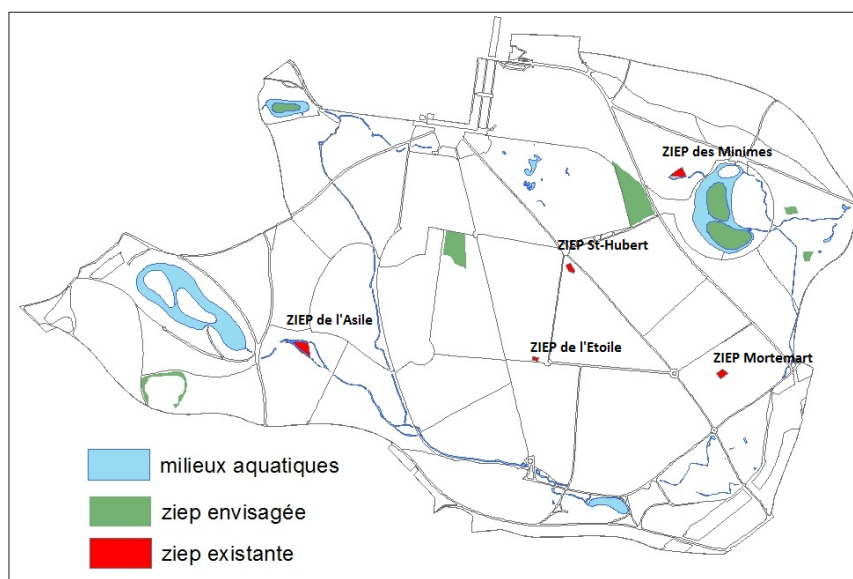 ZIEP des Minimes
ZIEP St-Hubert
ZIEP de l'Asile
ZIEP de l'Etoile
ZIEP Mortemart
milieux aquatiques
ziep envisagée
ziep existante